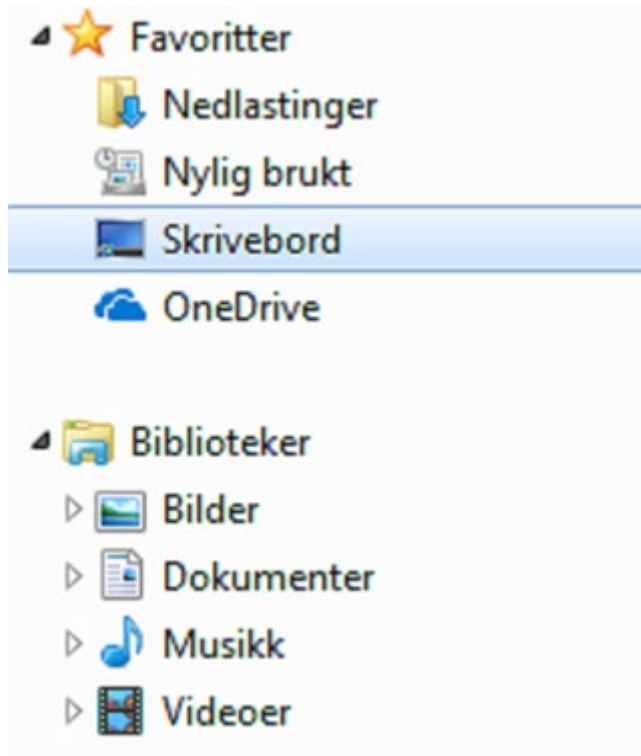 Favoritter
Nedlastinger
Nylig brukt
Skrivebord
OneDrive
Biblioteker
Bilder
Dokumenter
Musikk
Videoer